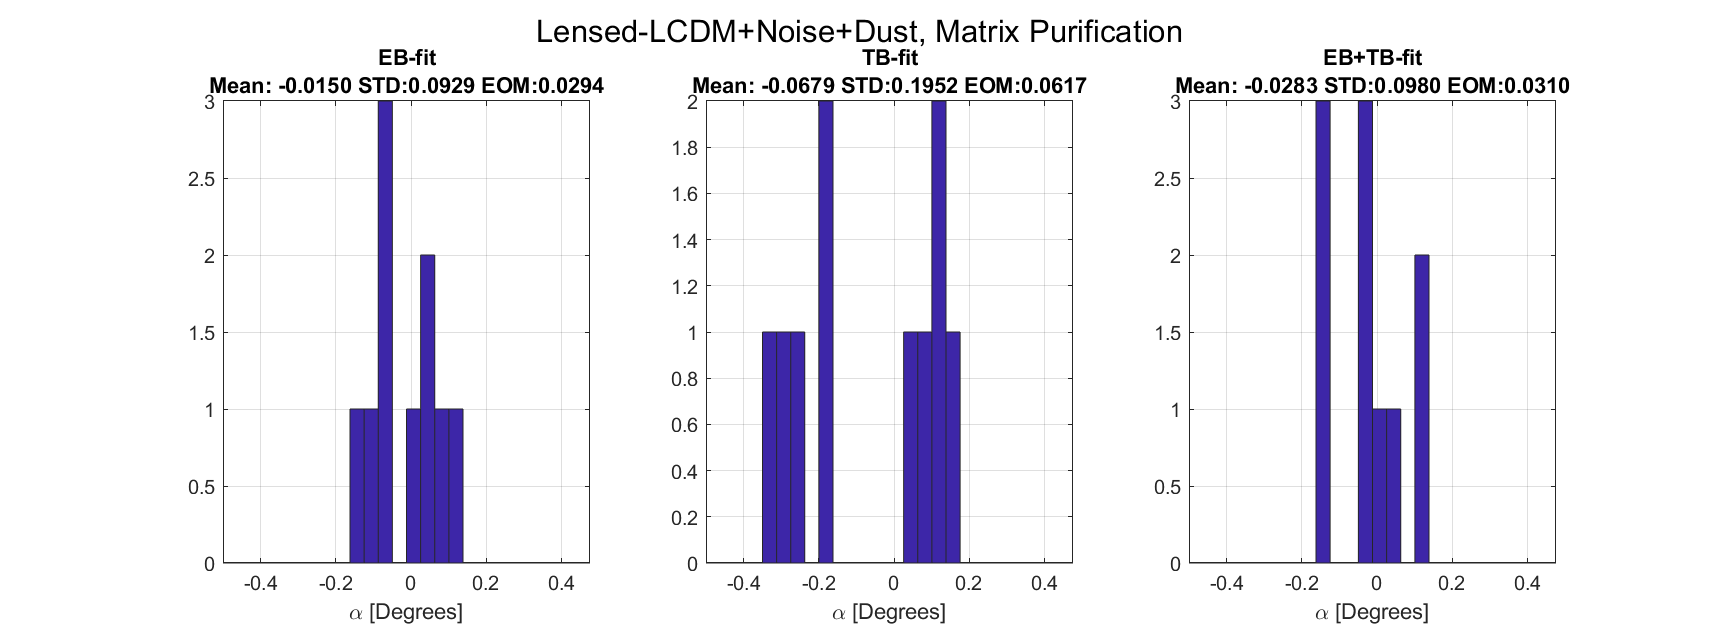 Lensed-LCDM+Noise+Dust, Matrix Purification
EB-fit
Mean: -0.0150 STD:0.0929 EOM:0.0294
3
2.5
2
1.5
1
0.5
0
-0.4 -0.2 0 0.2 0.4
α [Degrees]
TB-fit
Mean: -0.0679 STD:0.1952 EOM:0.0617
2
1.8
1.6
1.4
1.2
1
0.8
0.6
0.4
0.2
0
-0.4 -0.2 0 0.2 0.4
α [Degrees]
EB+TB-fit
Mean: -0.0283 STD:0.0980 EOM:0.0310
3
2.5
2
1.5
1
0.5
0
-0.4 -0.2 0 0.2 0.4
α [Degrees]